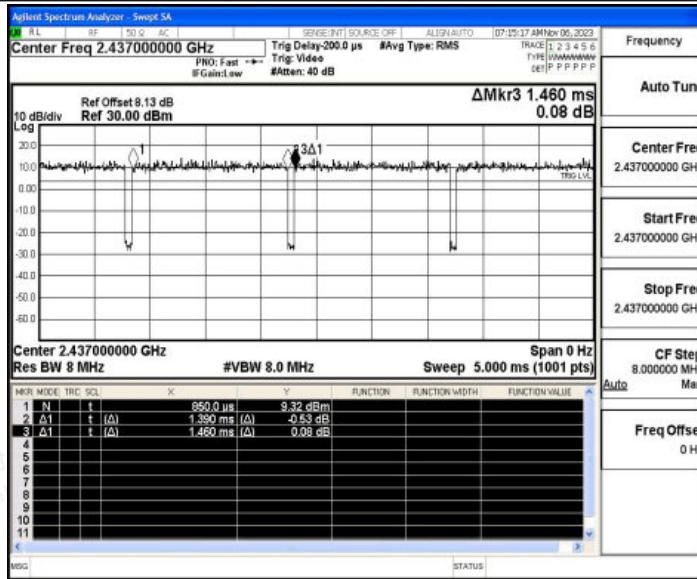 Agilent Spectrum Analyzer - Swept SA
RL RF 50 Ω AC SENSE:INT SOURCE OFF ALIGN AUTO 07:15:17 AM Nov 06, 2023
Center Freq 2.437000000 GHz Trig Delay-200.0 µs #Avg Type: RMS TRACE 1 2 3 4 5 6
PNO: Fast Trig: Video TYPE WWWWWW
IFGain:Low #Atten: 40 dB DET P P P P P P
Frequency
Auto Tun
ΔMkr3 1.460 ms
0.08 dB
Ref Offset 8.13 dB
10 dB/div Ref 30.00 dBm
Log
20.0
10.0
0.00
-10.0
-20.0
-30.0
-40.0
-50.0
-60.0
1
3Δ1
TRIG LVL
Center Fre
2.437000000 GH
Start Fre
2.437000000 GH
Stop Fre
2.437000000 GH
CF Step
8.000000 MH
Auto Ma
Freq Offse
0 H
Center 2.437000000 GHz Span 0 Hz
Res BW 8 MHz #VBW 8.0 MHz Sweep 5.000 ms (1001 pts)
MKR MODE TRC SCL X Y FUNCTION FUNCTION WIDTH FUNCTION VALUE
1 N t 850.0 µs 9.32 dBm
2 Δ1 t (Δ) 1.390 ms (Δ) -0.53 dB
3 Δ1 t (Δ) 1.460 ms (Δ) 0.08 dB
4
5
6
7
8
9
10
11
MSG STATUS